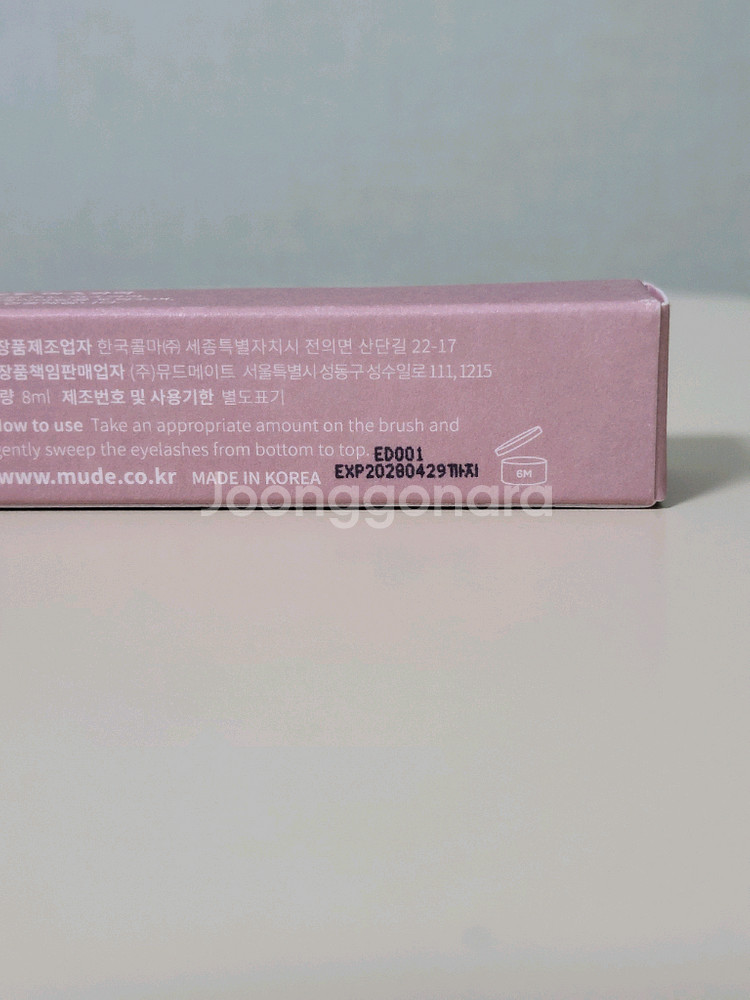 장품제조업자 한국콜마㈜ 세종특별자치시 전의면 산단길 22-17
장품책임판매업자 (주)뮤드메이트 서울특별시 성동구 성수일로 111, 1215
량 8ml 제조번호 및 사용기한 별도표기
How to use Take an appropriate amount on the brush and
gently sweep the eyelashes from bottom to top.
ED001
www.mude.co.kr MADE IN KOREA
EXP20280429까지
6M
Joonggonara